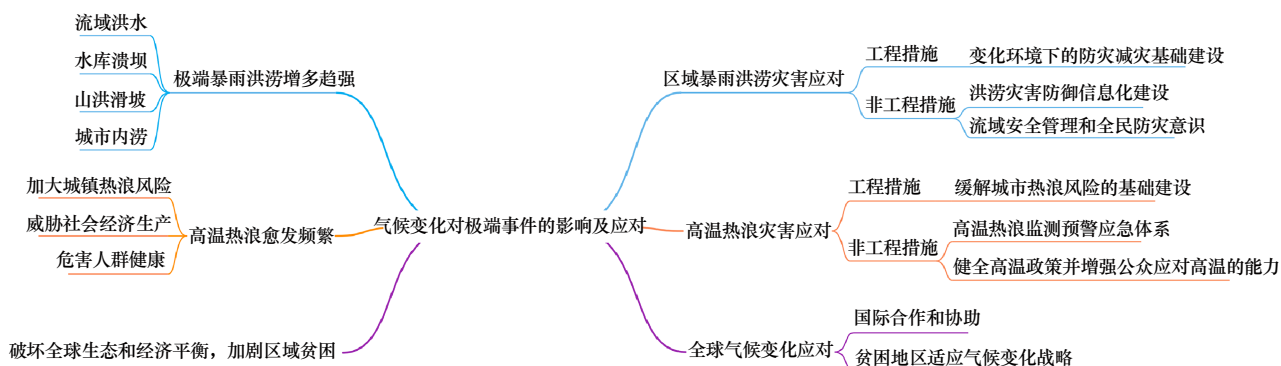 气候变化对极端事件的影响及应对
极端暴雨洪涝增多趋强
流域洪水
水库溃坝
山洪滑坡
城市内涝
高温热浪愈发频繁
加大城镇热浪风险
威胁社会经济生产
危害人群健康
破坏全球生态和经济平衡，加剧区域贫困
区域暴雨洪涝灾害应对
工程措施
变化环境下的防灾减灾基础建设
非工程措施
洪涝灾害防御信息化建设
流域安全管理和全民防灾意识
高温热浪灾害应对
工程措施
缓解城市热浪风险的基础建设
非工程措施
高温热浪监测预警应急体系
健全高温政策并增强公众应对高温的能力
全球气候变化应对
国际合作和协助
贫困地区适应气候变化战略